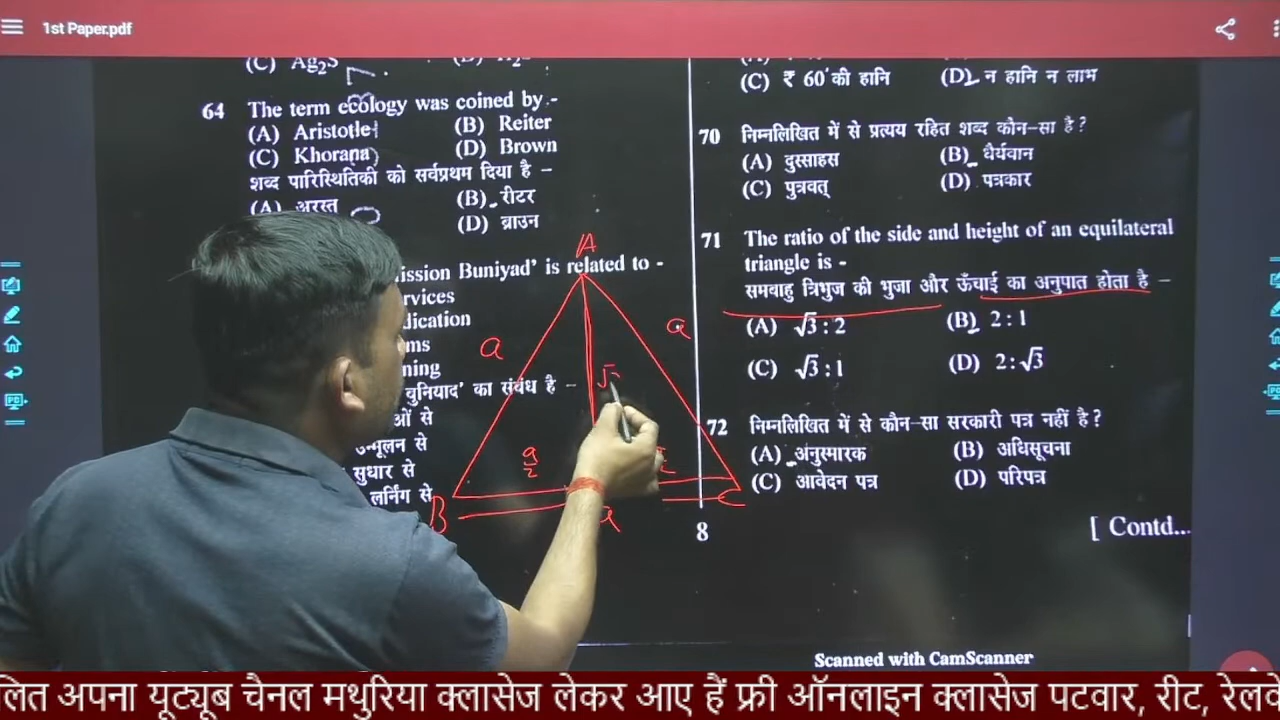 1st Paper.pdf
(C) Ag₂S
64 The term ecology was coined by:-
(A) Aristotle
(B) Reiter
(C) Khorana
(D) Brown
शब्द पारिस्थितिकी को सर्वप्रथम दिया है –
(A) अरस्तु
(B) रीटर
(D) ब्राउन
ission Buniyad' is related to -
rvices
dication
ms
ning
बुनियाद' का संबंध है –
ओं से
उन्मूलन से
सुधार से
लर्निंग से
A
a
a
a/2
B
a
C
(C) ₹ 60 की हानि
(D) न हानि न लाभ
70 निम्नलिखित में से प्रत्यय रहित शब्द कौन-सा है?
(A) दुस्साहस
(B) धैर्यवान
(C) पुत्रवत्
(D) पत्रकार
71 The ratio of the side and height of an equilateral
triangle is -
समबाहु त्रिभुज की भुजा और ऊँचाई का अनुपात होता है –
(A) √3 : 2
(B) 2 : 1
(C) √3 : 1
(D) 2 : √3
72 निम्नलिखित में से कौन-सा सरकारी पत्र नहीं है?
(A) अनुस्मारक
(B) अधिसूचना
(C) आवेदन पत्र
(D) परिपत्र
8
[ Contd...
Scanned with CamScanner
लित अपना यूट्यूब चैनल मथुरिया क्लासेज लेकर आए हैं फ्री ऑनलाइन क्लासेज पटवार, रीट, रेलवे